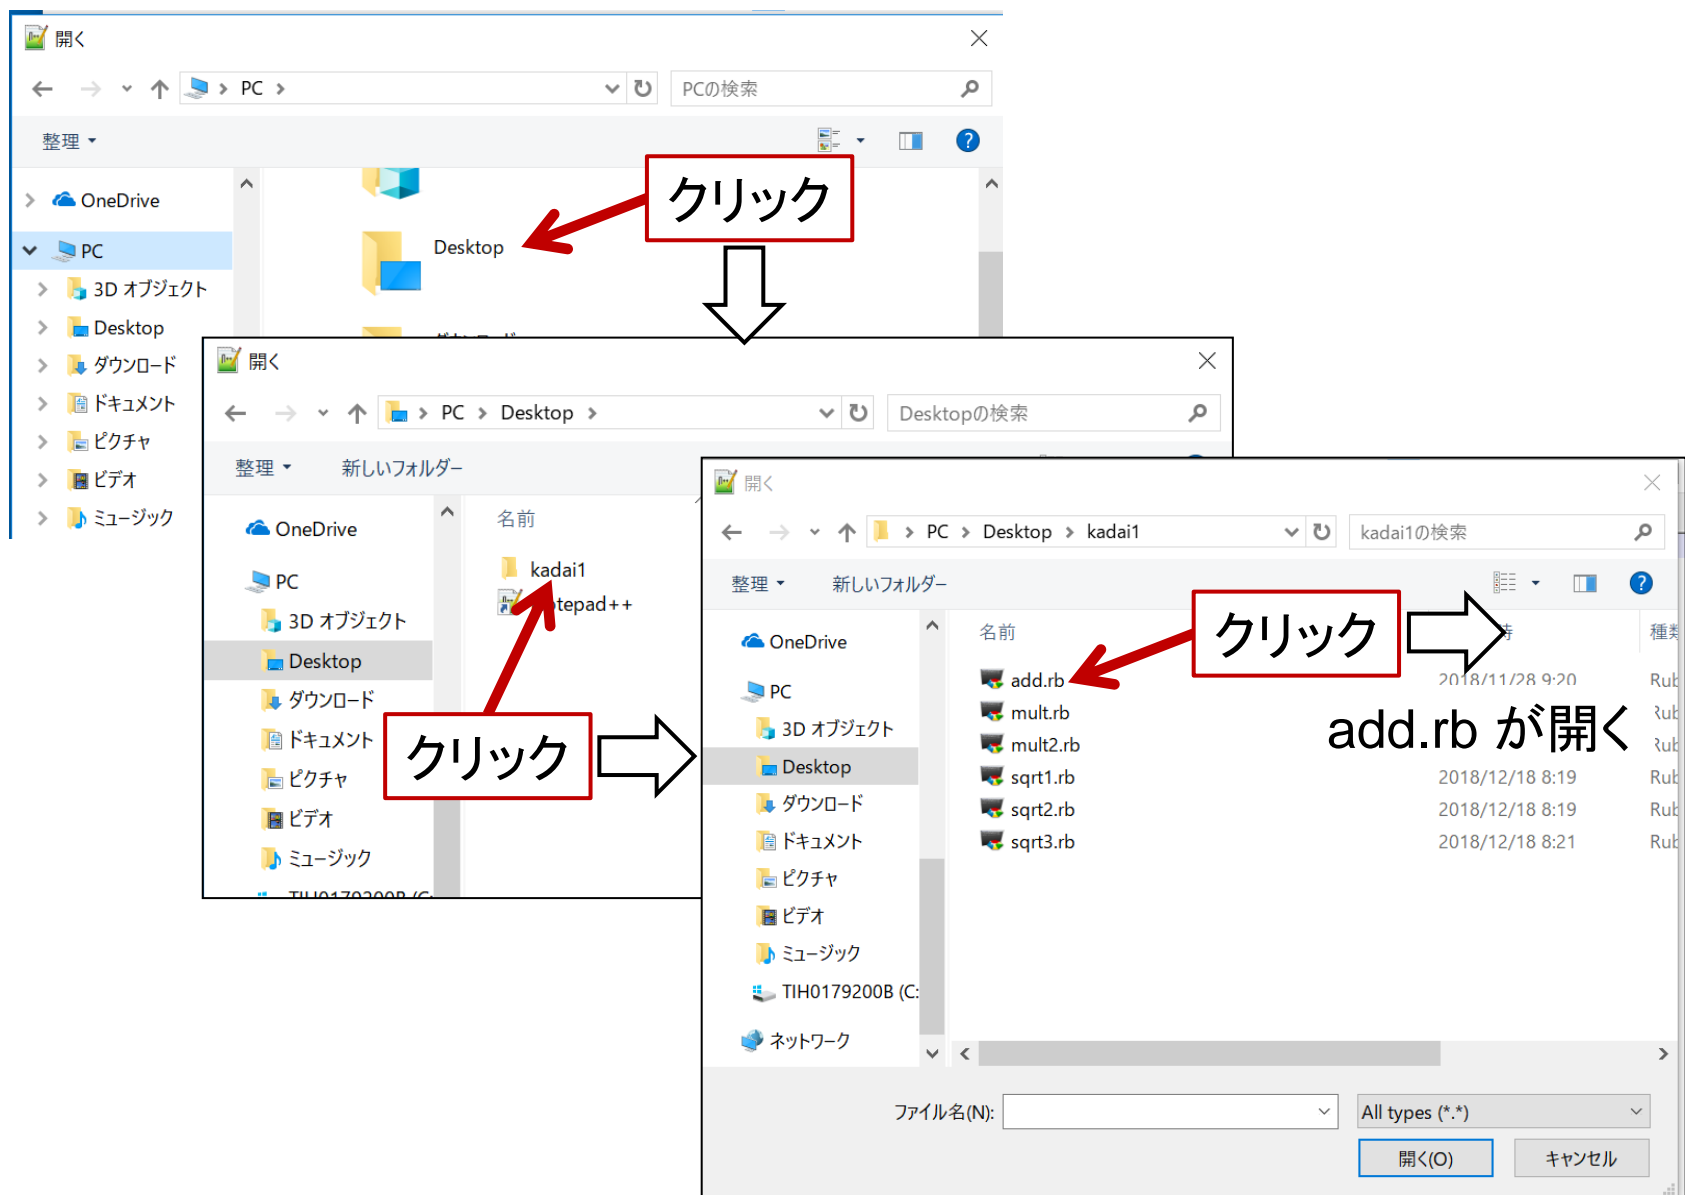 開く
PC
PCの検索
整理
クリック
OneDrive
PC
Desktop
3D オブジェクト
Desktop
ダウンロード
ドキュメント
ピクチャ
ビデオ
ミュージック
開く
PC Desktop
Desktopの検索
整理 新しいフォルダー
名前
OneDrive
kadai1
PC
3D オブジェクト
Desktop
ダウンロード
ドキュメント
ピクチャ
ビデオ
ミュージック
クリック
開く
PC Desktop kadai1
kadai1の検索
整理 新しいフォルダー
クリック
OneDrive
名前
PC
add.rb 2018/11/28 9:20 Rub
3D オブジェクト
mult.rb
add.rb が開く
mult2.rb
Desktop
sqrt1.rb 2018/12/18 8:19 Rub
ダウンロード
sqrt2.rb 2018/12/18 8:19 Rub
ドキュメント
sqrt3.rb 2018/12/18 8:21 Rub
ピクチャ
ビデオ
ミュージック
TIH0179200B (C:
ネットワーク
ファイル名(N): All types (*.*)
開く(O) キャンセル